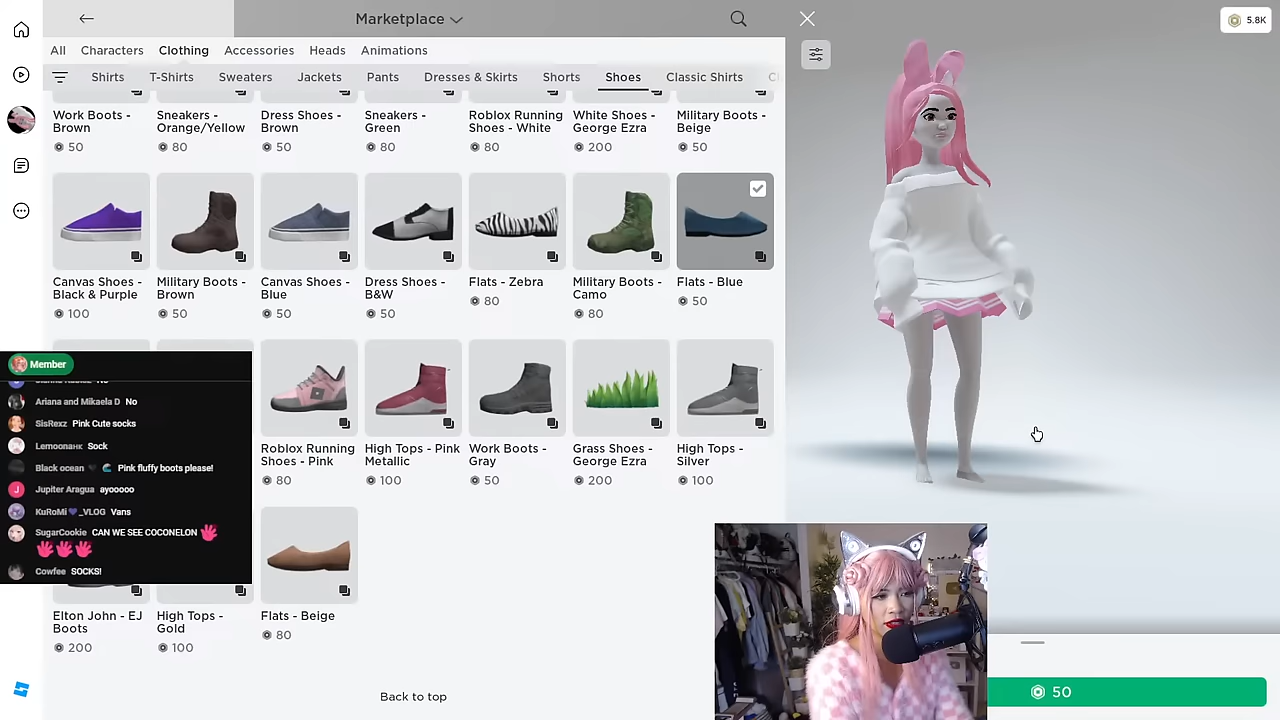 Marketplace
5.8K
All Characters Clothing Accessories Heads Animations
Shirts T-Shirts Sweaters Jackets Pants Dresses & Skirts Shorts Shoes Classic Shirts
Work Boots -
Brown
50
Sneakers -
Orange/Yellow
80
Dress Shoes -
Brown
50
Sneakers -
Green
80
Roblox Running
Shoes - White
80
White Shoes -
George Ezra
200
Military Boots -
Beige
50
Canvas Shoes -
Black & Purple
100
Military Boots -
Brown
50
Canvas Shoes -
Blue
50
Dress Shoes -
B&W
50
Flats - Zebra
80
Military Boots -
Camo
80
Flats - Blue
50
Roblox Running
Shoes - Pink
80
High Tops - Pink
Metallic
100
Work Boots -
Gray
50
Grass Shoes -
George Ezra
200
High Tops -
Silver
100
Elton John - EJ
Boots
200
High Tops -
Gold
100
Flats - Beige
80
Back to top
Member
Ariana and Mikaela D No
SisRexz Pink Cute socks
Lemoonaнк Sock
Black ocean Pink fluffy boots please!
Jupiter Aragua ayooooo
KuRoMi_VLOG Vans
SugarCookie CAN WE SEE COCONELON
Cowfee SOCKS!
50